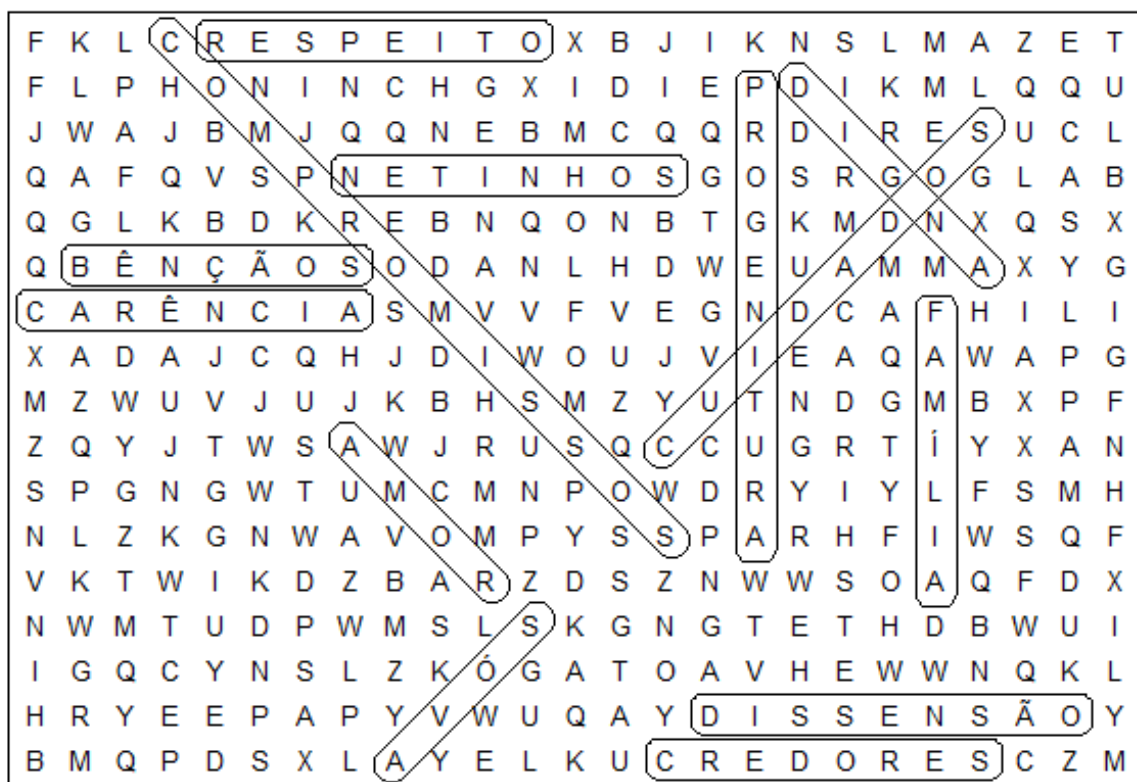 F K L C R E S P E I T O X B J I K N S L M A Z E T
F L P H O N I N C H G X I D I E P D I K M L Q Q U
J W A J B M J Q Q N E B M C Q Q R D I R E S U C L
Q A F Q V S P N E T I N H O S G O S R G O G L A B
Q G L K B D K R E B N Q O N B T G K M D N X Q S X
Q B Ê N Ç Ã O S O D A N L H D W E U A M M A X Y G
C A R Ê N C I A S M V V F V E G N D C A F H I L I
X A D A J C Q H J D I W O U J V I E A Q A W A P G
M Z W U V J U J K B H S M Z Y U T N D G M B X P F
Z Q Y J T W S A W J R U S Q C C U G R T Í Y X A N
S P G N G W T U M C M N P O W D R Y I Y L F S M H
N L Z K G N W A V O M P Y S S P A R H F I W S Q F
V K T W I K D Z B A R Z D S Z N W W S O A Q F D X
N W M T U D P W M S L S K G N G T E T H D B W U I
I G Q C Y N S L Z K Ó G A T O A V H E W W N Q K L
H R Y E E P A P Y V W U Q A Y D I S S E N S Ã O Y
B M Q P D S X L A Y E L K U C R E D O R E S C Z M